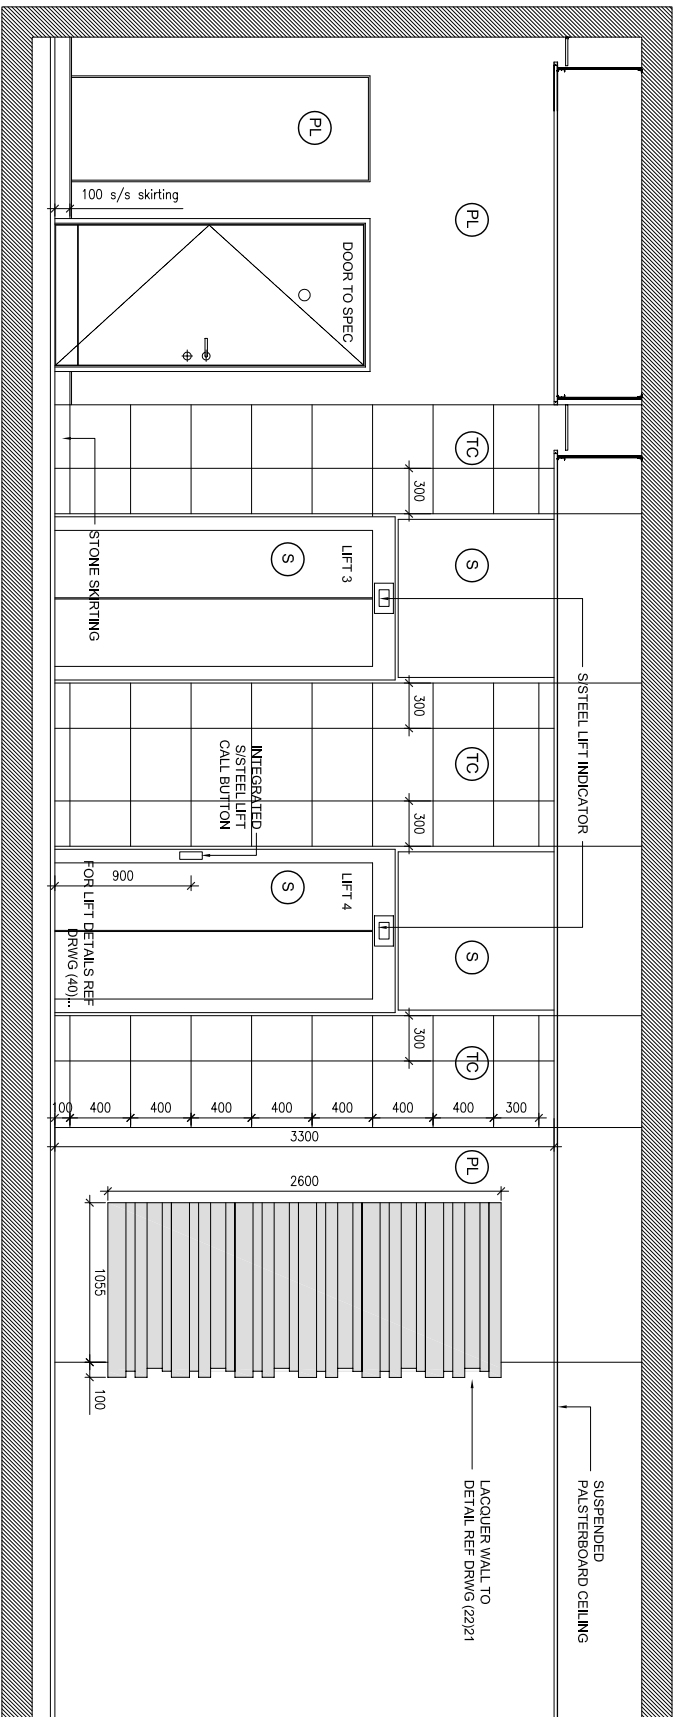 PL
PL
100 s/s skirting
DOOR TO SPEC
TC
300
STONE SKIRTING
LIFT 3
S
S
S/STEEL LIFT INDICATOR
300
TC
300
INTEGRATED
S/STEEL LIFT
CALL BUTTON
900
LIFT 4
S
S
FOR LIFT DETAILS REF
DRWG (40)...
300
TC
100 400 400 400 400 400 400 400 300
3300
PL
2600
1055
100
LACQUER WALL TO
DETAIL REF DRWG (22)21
SUSPENDED
PALSTERBOARD CEILING